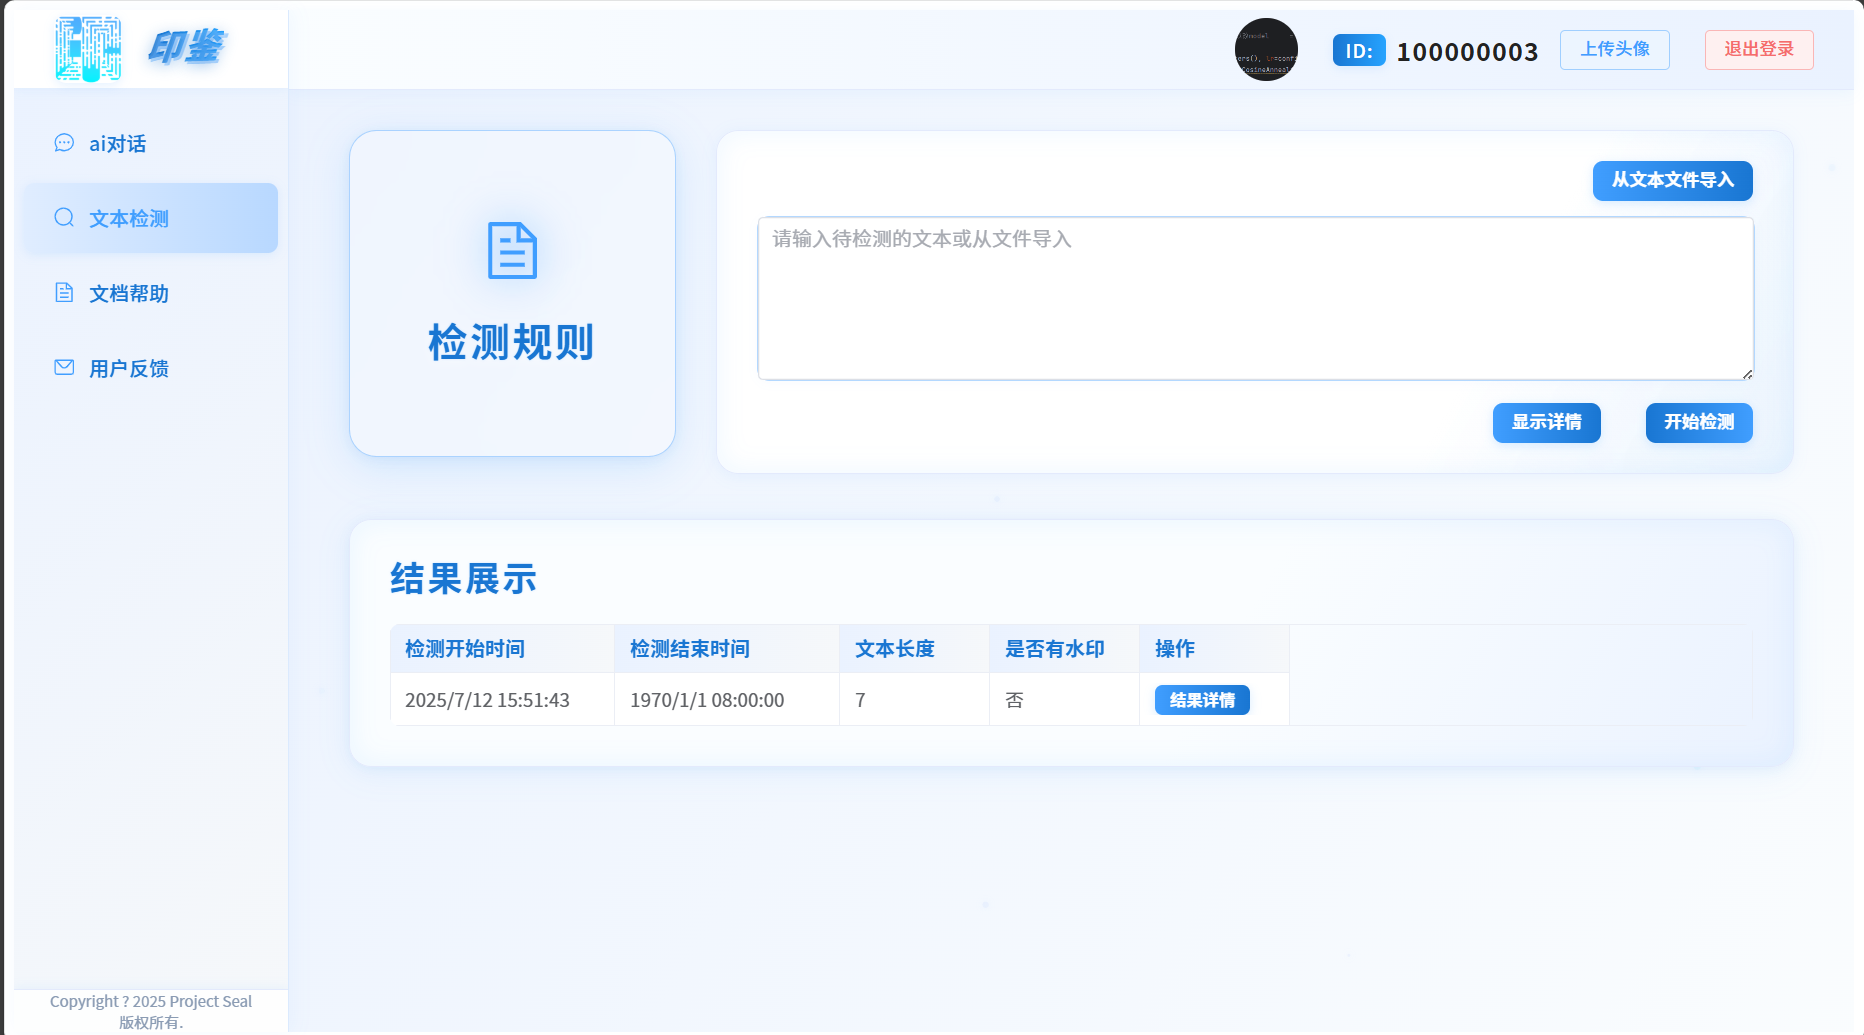 印鉴
ID: 100000003
上传头像
退出登录
ai对话
文本检测
文档帮助
用户反馈
检测规则
从文本文件导入
请输入待检测的文本或从文件导入
显示详情
开始检测
结果展示
检测开始时间 检测结束时间 文本长度 是否有水印 操作
2025/7/12 15:51:43 1970/1/1 08:00:00 7 否 结果详情
Copyright ? 2025 Project Seal
版权所有.